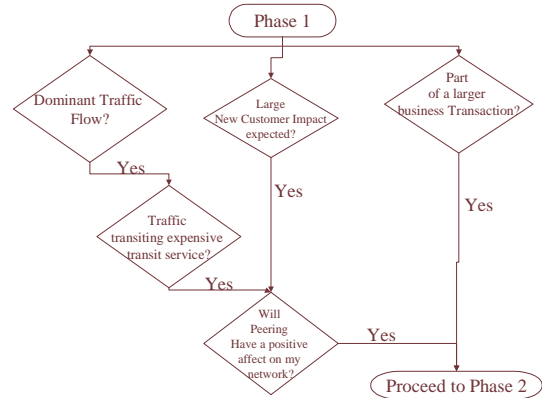 Phase 1
Dominant Traffic
Flow?
Large
New Customer Impact
expected?
Part
of a larger
business Transaction?
Yes
Traffic
transiting expensive
transit service?
Yes
Yes
Yes
Will
Peering
Have a positive
affect on my
network?
Yes
Proceed to Phase 2